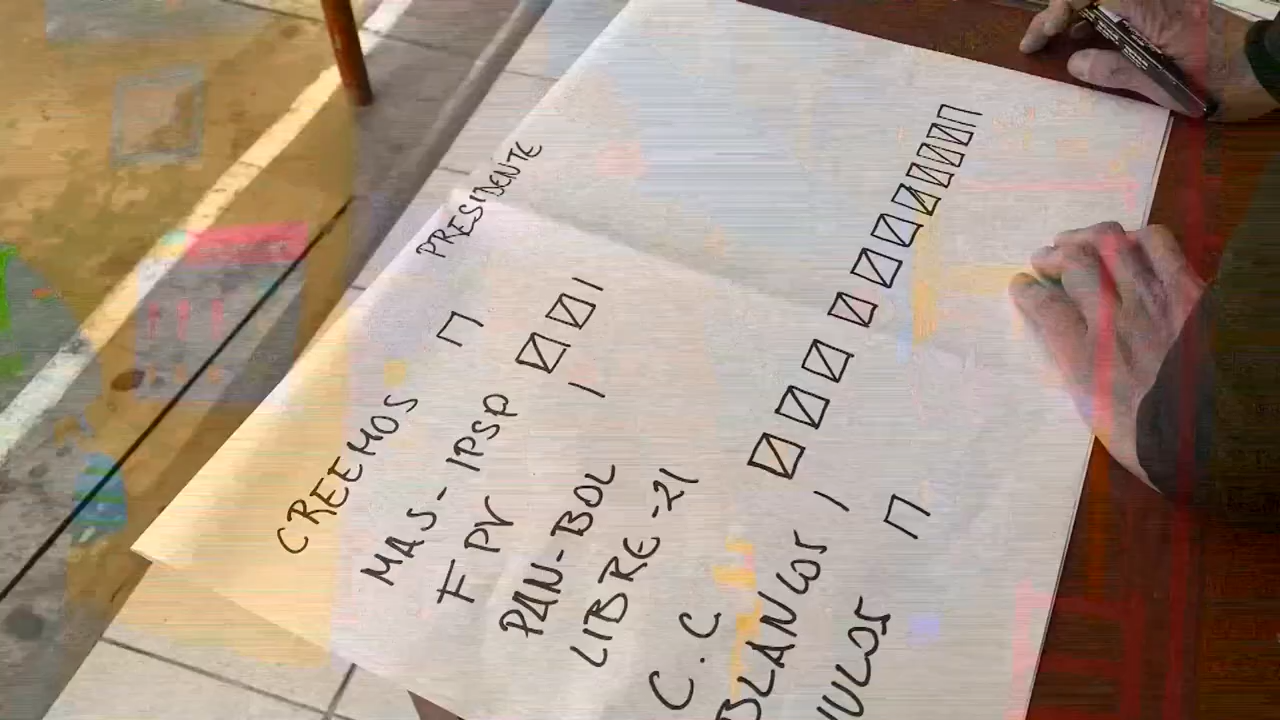 PRESIDENTE
CREEMOS
MAS-IPSP
FPV
PAN-BOL
LIBRE-21
C.C
BLANCOS
NULOS